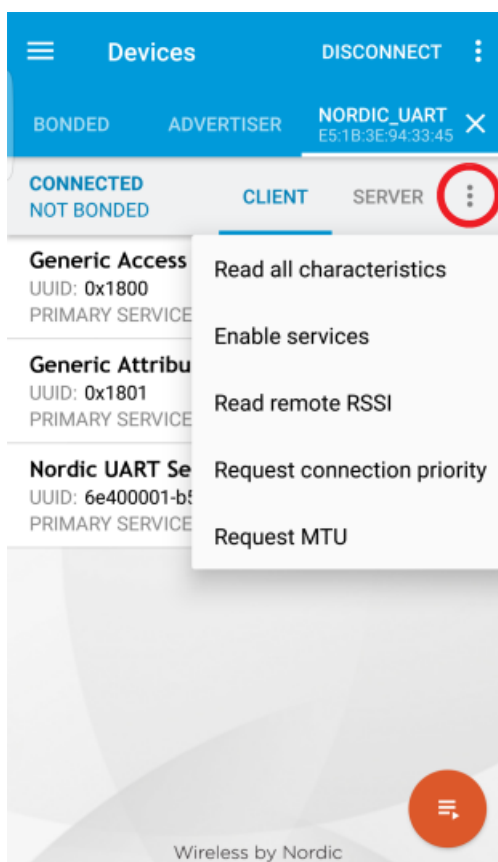 Devices
DISCONNECT
BONDED
ADVERTISER
NORDIC_UART
E5:1B:3E:94:33:45
CONNECTED
NOT BONDED
CLIENT
SERVER
Generic Access
UUID: 0x1800
PRIMARY SERVICE
Generic Attribu
UUID: 0x1801
PRIMARY SERVICE
Nordic UART Se
UUID: 6e400001-b5
PRIMARY SERVICE
Read all characteristics
Enable services
Read remote RSSI
Request connection priority
Request MTU
Wireless by Nordic